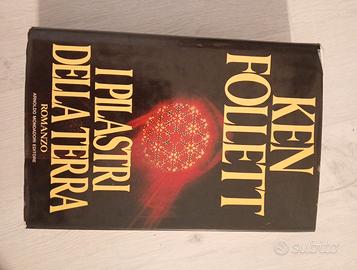 KEN
FOLLETT
I PILASTRI
DELLA TERRA
ROMANZO
ARNOLDO MONDADORI EDITORE
subito